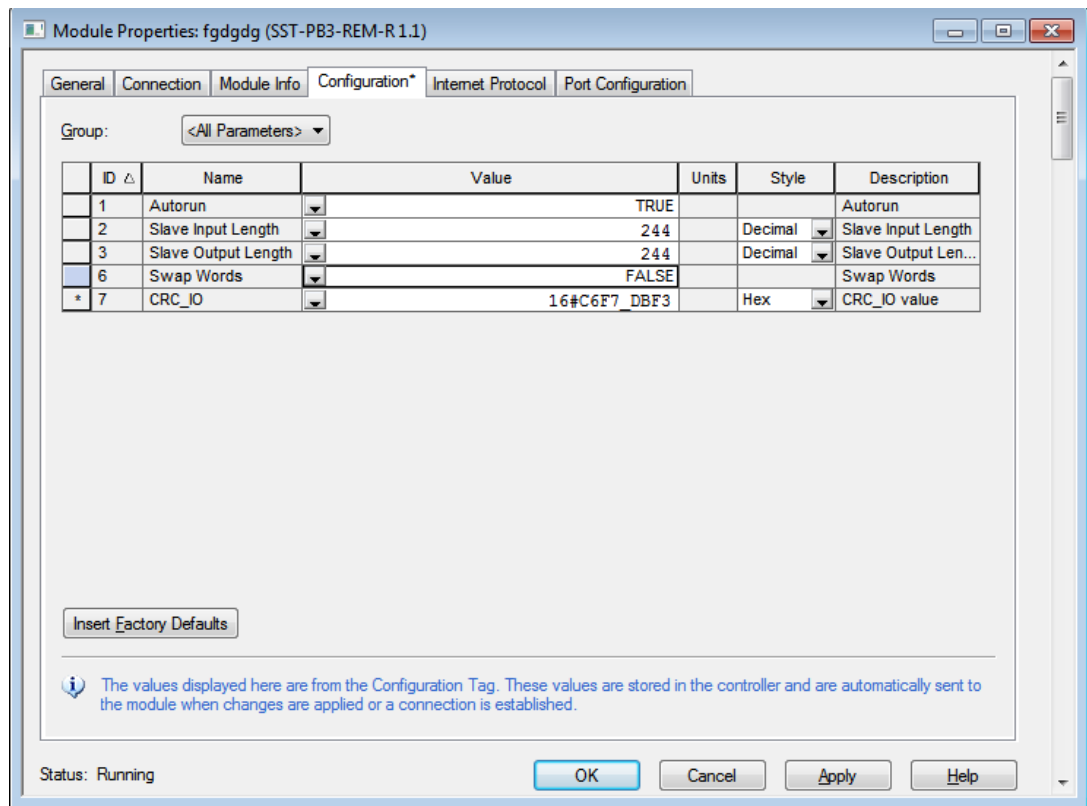 Module Properties: fgdgdg (SST-PB3-REM-R 1.1)
General Connection Module Info Configuration* Internet Protocol Port Configuration
Group: <All Parameters>
ID Name Value Units Style Description
1 Autorun TRUE Autorun
2 Slave Input Length 244 Decimal Slave Input Length
3 Slave Output Length 244 Decimal Slave Output Len...
6 Swap Words FALSE Swap Words
* 7 CRC_IO 16#C6F7_DBF3 Hex CRC_IO value
Insert Factory Defaults
The values displayed here are from the Configuration Tag. These values are stored in the controller and are automatically sent to
the module when changes are applied or a connection is established.
Status: Running OK Cancel Apply Help